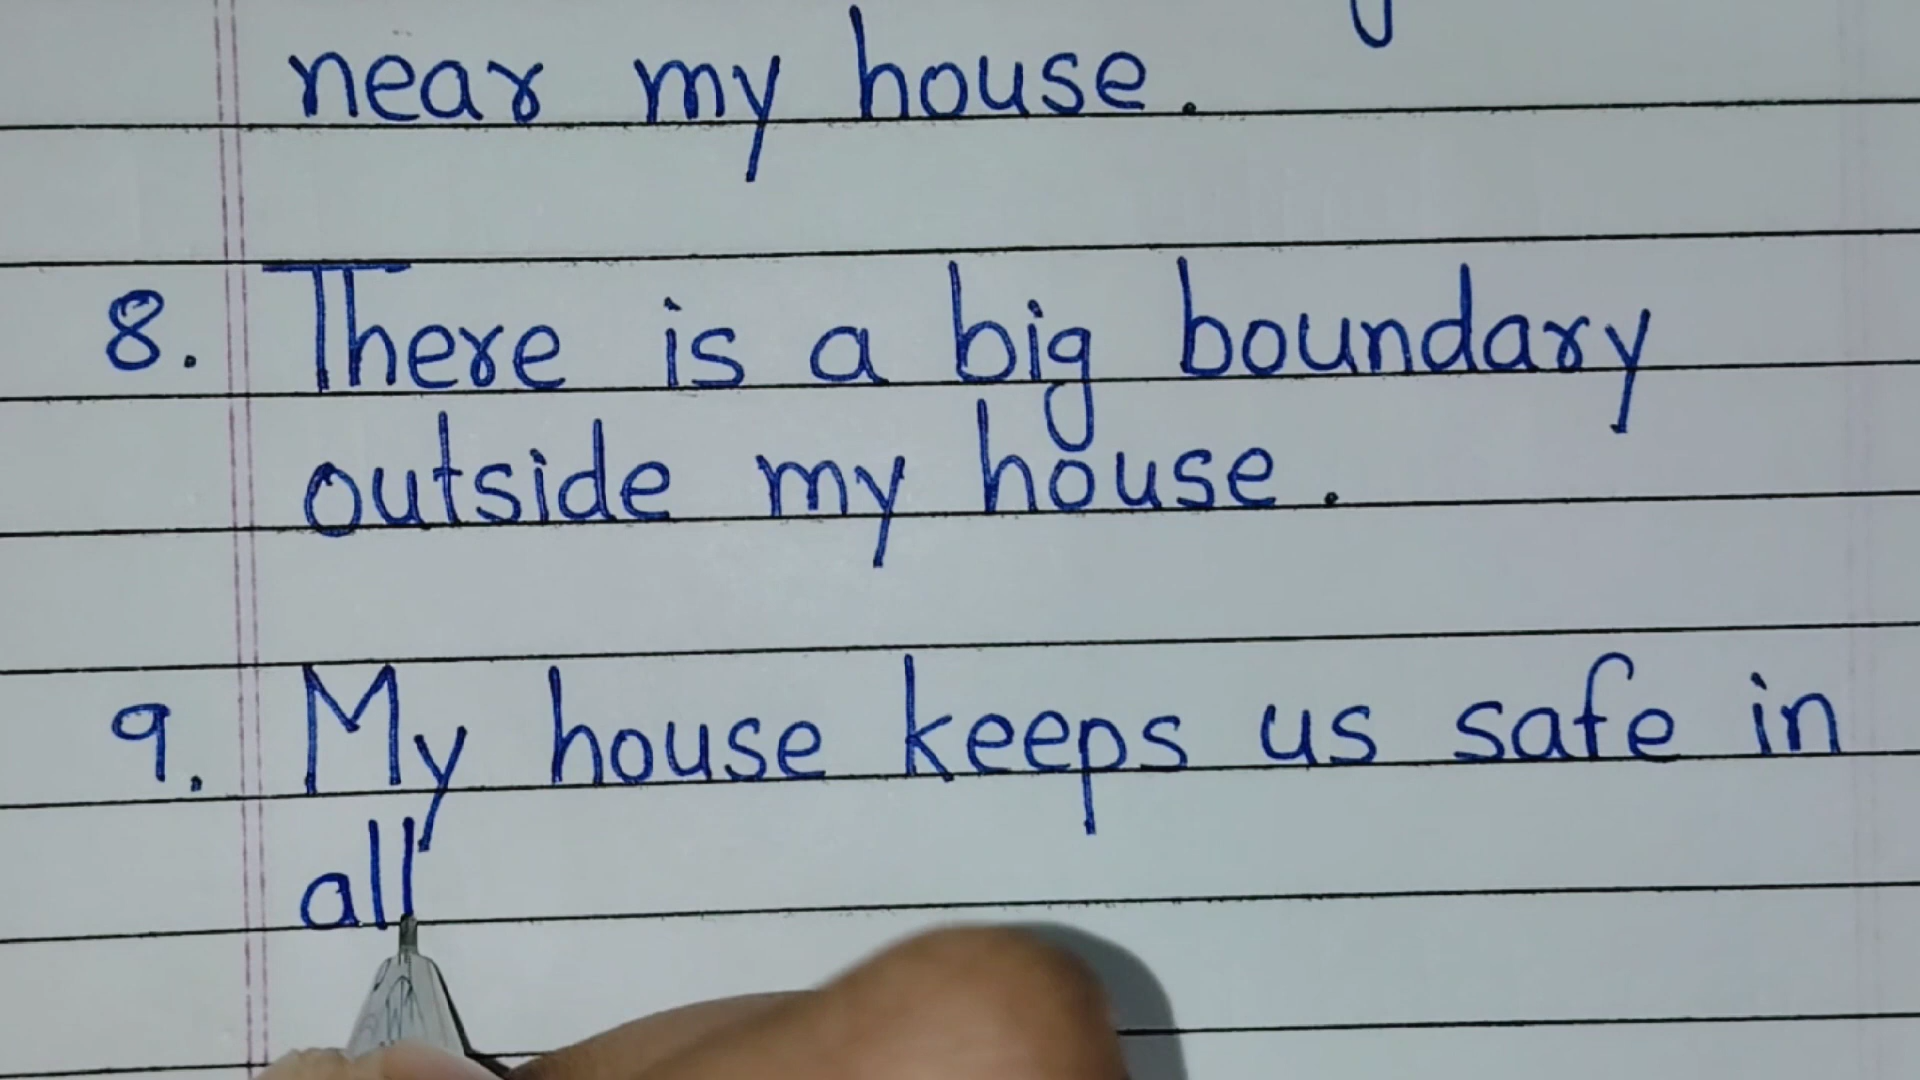 near my house.
8. There is a big boundary
outside my house.
9. My house keeps us safe in
all